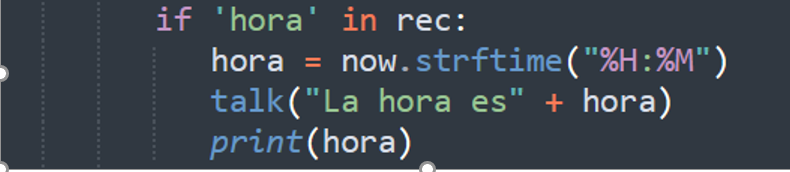 if 'hora' in rec:
hora = now.strftime("%H:%M")
talk("La hora es" + hora)
print(hora)